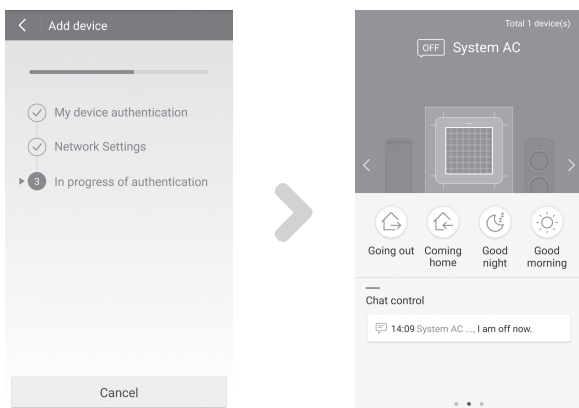 Add device
My device authentication
Network Settings
3 In progress of authentication
Cancel
Total 1 device(s)
OFF System AC
Going out Coming home Good night Good morning
Chat control
14:09 System AC ..., I am off now.